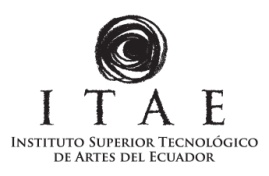 ITAE
INSTITUTO SUPERIOR TECNOLÓGICO
DE ARTES DEL ECUADOR